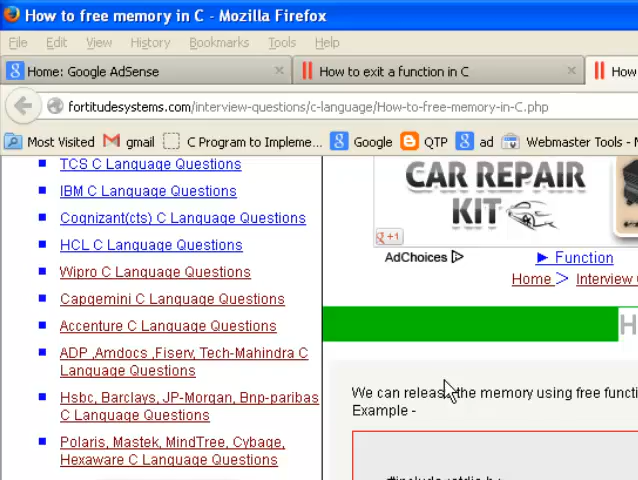 How to free memory in C - Mozilla Firefox
File Edit View History Bookmarks Tools Help
Home: Google AdSense × How to exit a function in C × How
fortitudesystems.com/interview-questions/c-language/How-to-free-memory-in-C.php
Most Visited gmail C Program to Impleme... Google QTP ad Webmaster Tools -
TCS C Language Questions
IBM C Language Questions
Cognizant(cts) C Language Questions
HCL C Language Questions
Wipro C Language Questions
Capgemini C Language Questions
Accenture C Language Questions
ADP ,Amdocs ,Fiserv, Tech-Mahindra C
Language Questions
Hsbc, Barclays, JP-Morgan, Bnp-paribas
C Language Questions
Polaris, Mastek, MindTree, Cybage,
Hexaware C Language Questions
CAR REPAIR
KIT
g +1
AdChoices
► Function
Home > Interview
H
We can release the memory using free functi
Example -